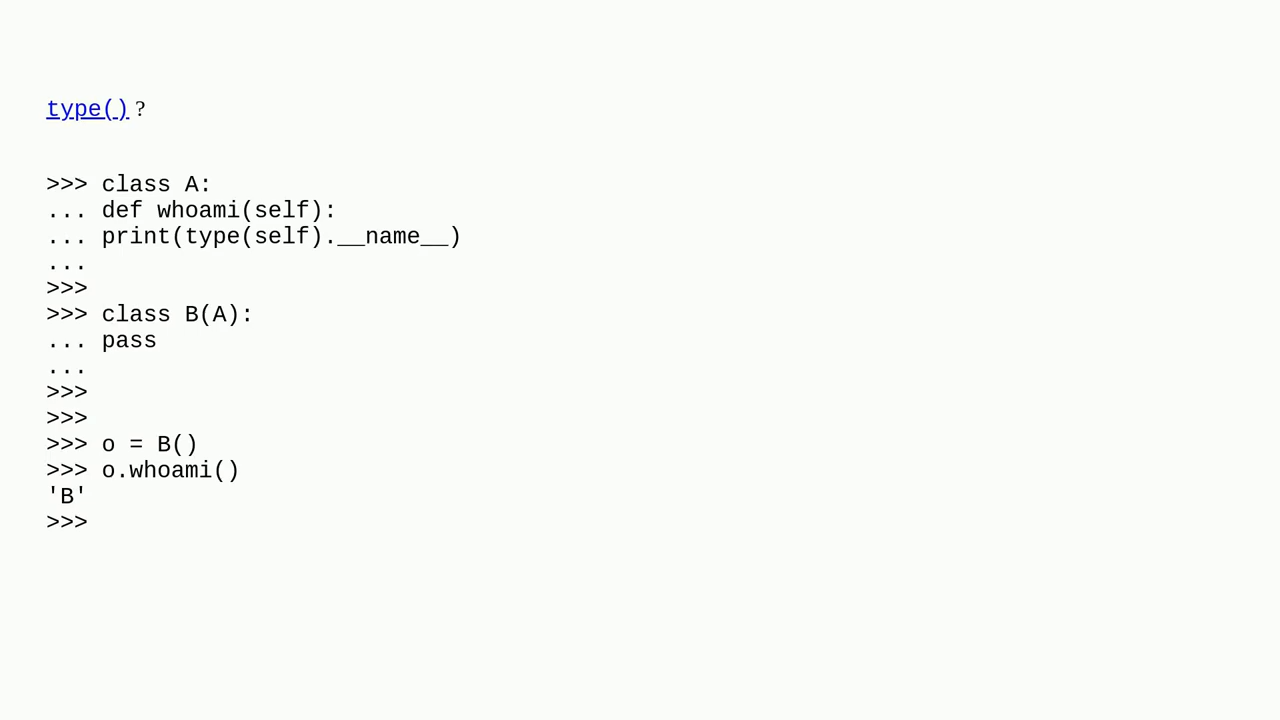 type() ?
>>> class A:
... def whoami(self):
... print(type(self).__name__)
...
>>>
>>> class B(A):
... pass
...
>>>
>>>
>>> o = B()
>>> o.whoami()
'B'
>>>